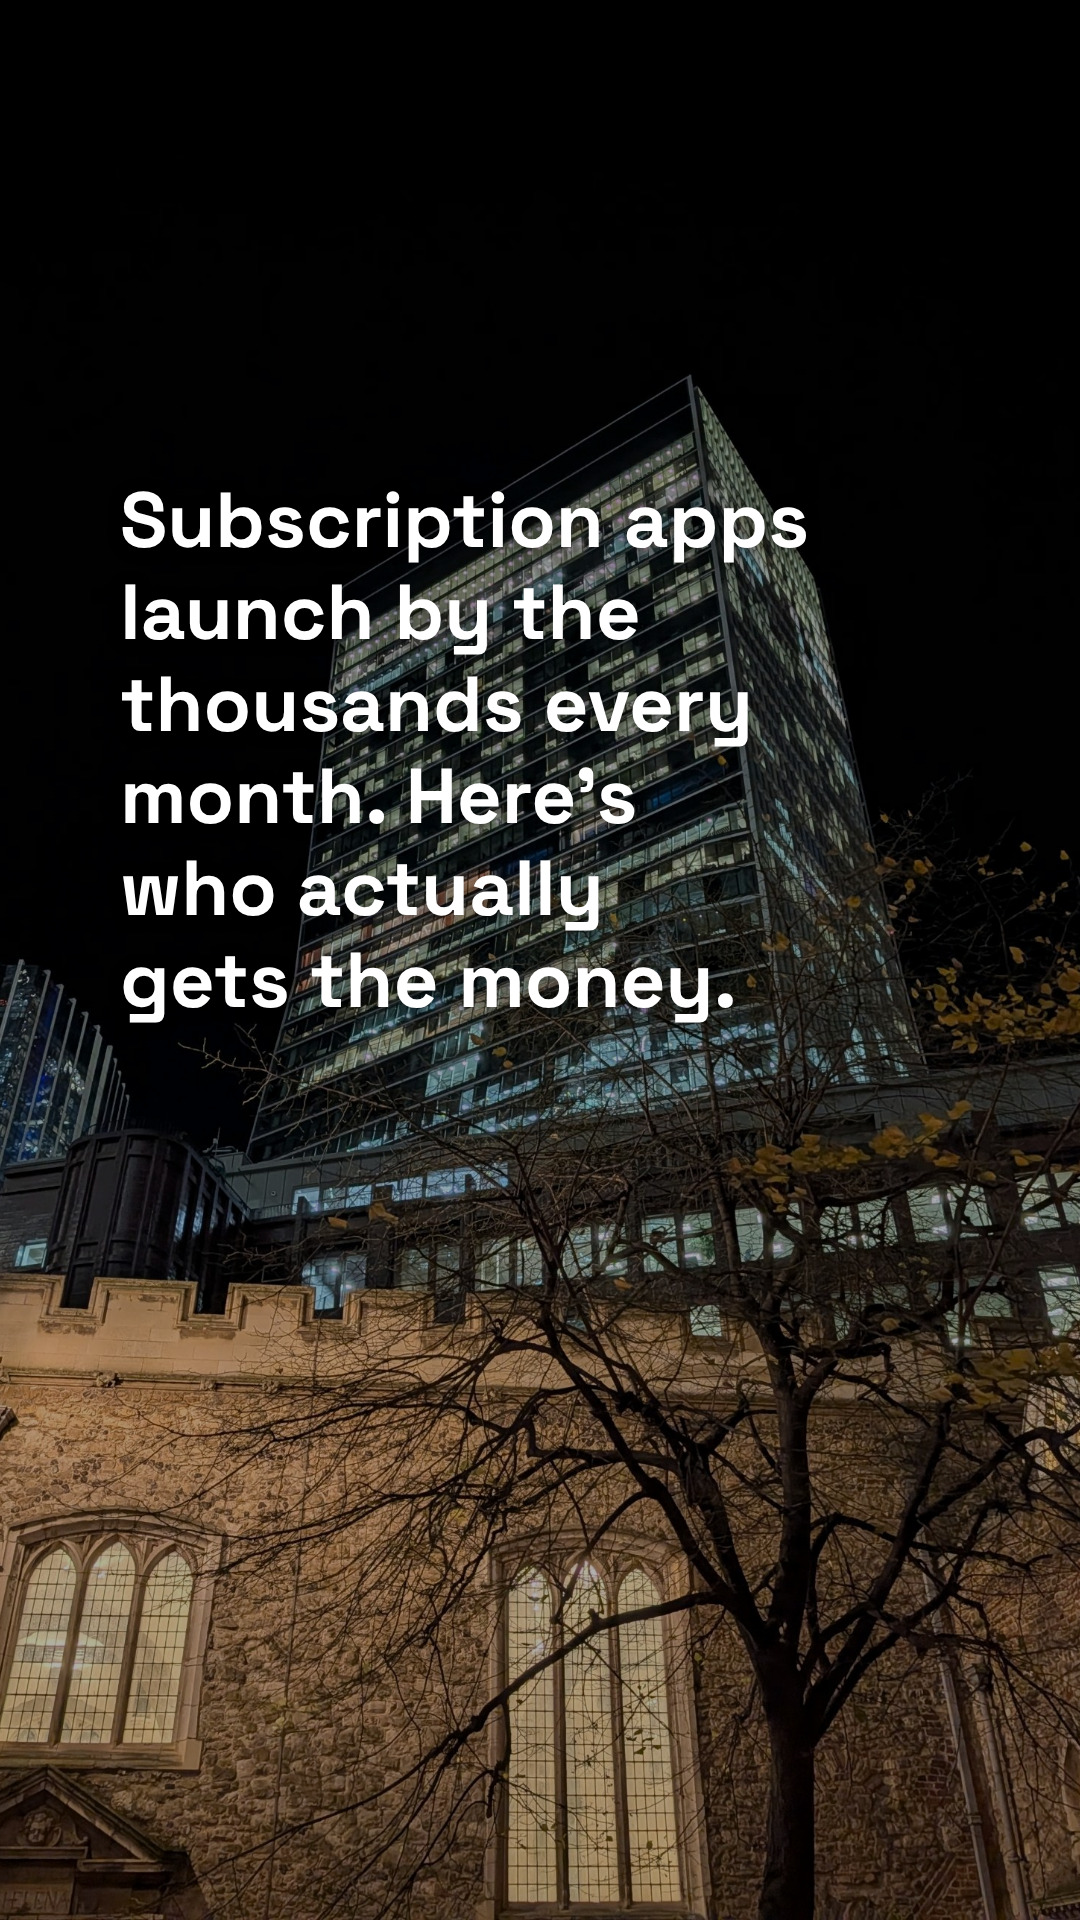 Subscription apps
launch by the
thousands every
month. Here’s
who actually
gets the money.